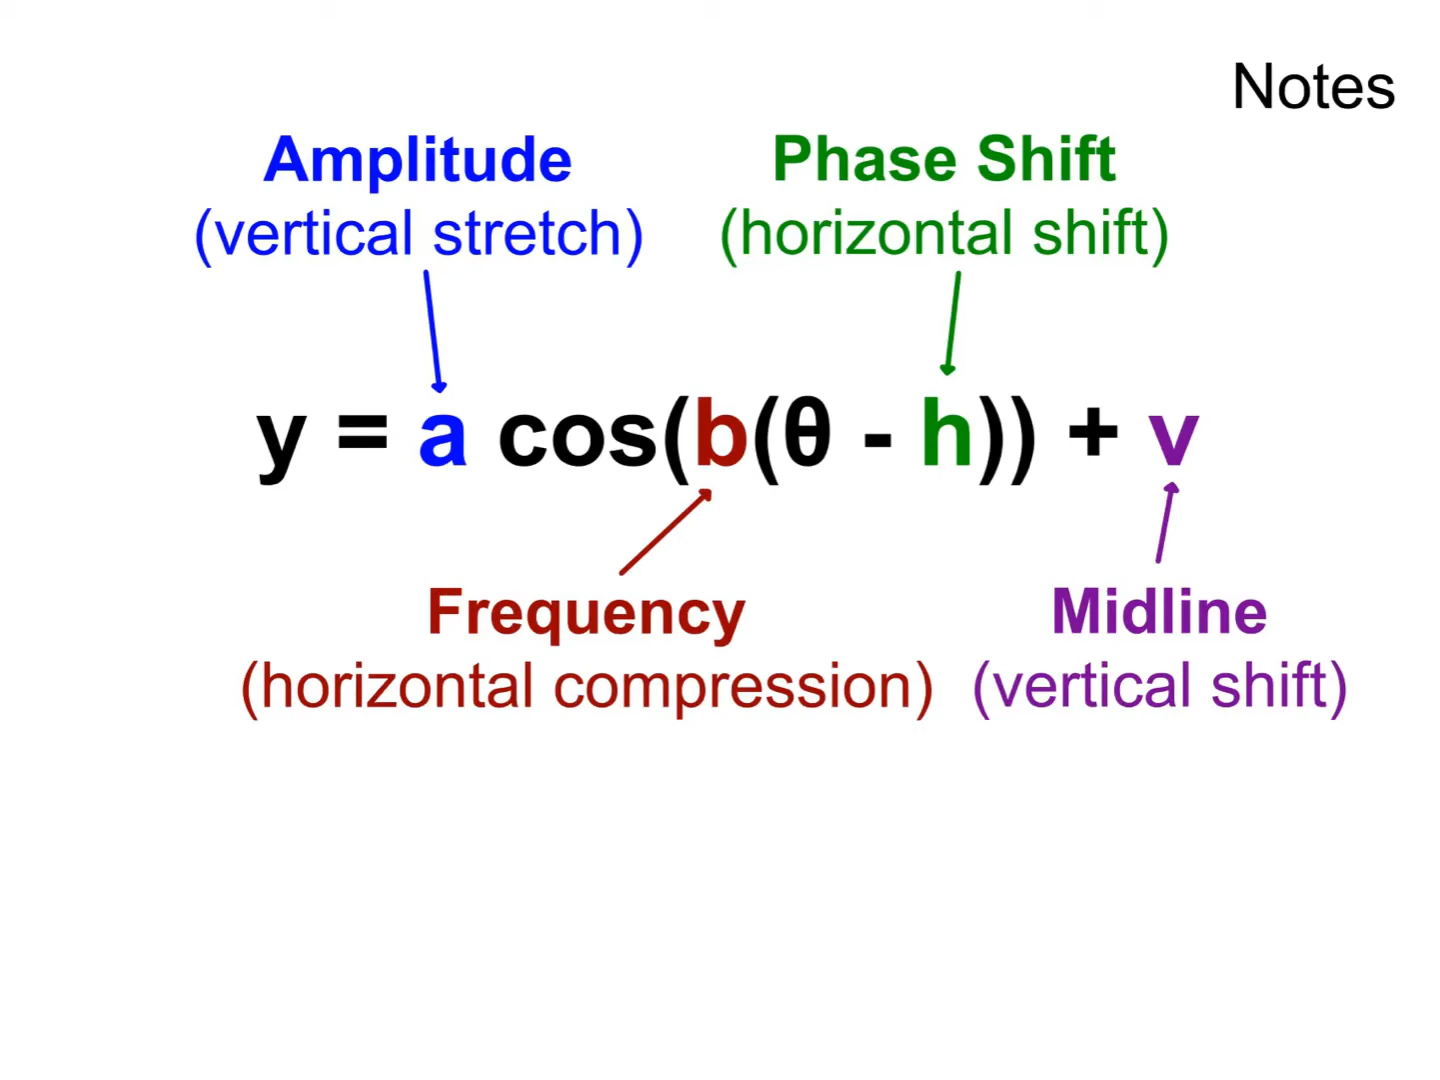 Notes
Amplitude
(vertical stretch)
Phase Shift
(horizontal shift)
y = a cos(b(θ - h)) + v
Frequency
(horizontal compression)
Midline
(vertical shift)